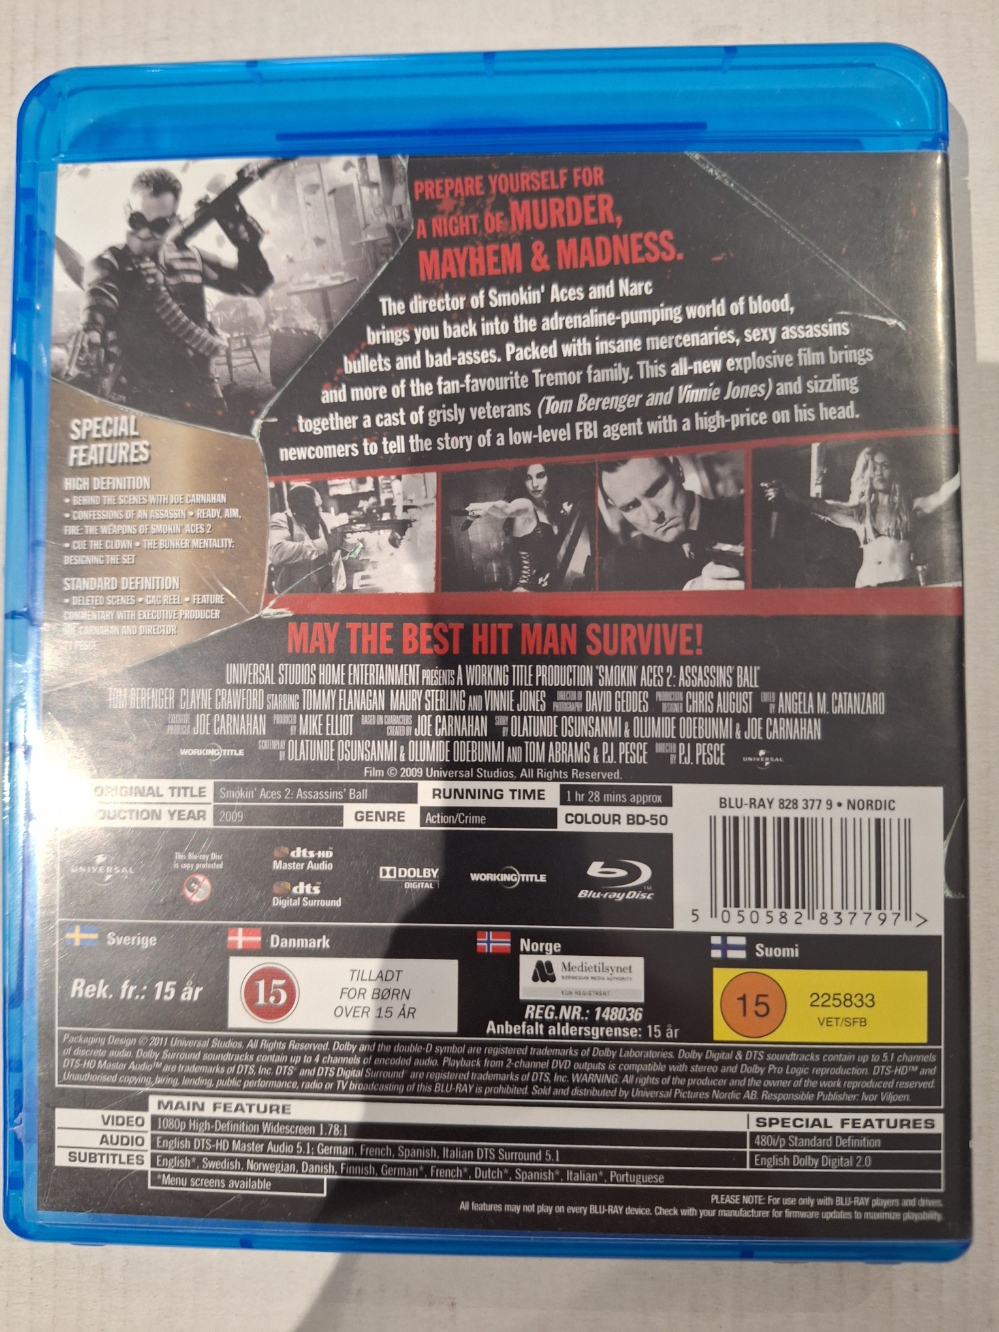 PREPARE YOURSELF FOR
A NIGHT OF MURDER,
MAYHEM & MADNESS.
The director of Smokin' Aces and Narc
brings you back into the adrenaline-pumping world of blood,
bullets and bad-asses. Packed with insane mercenaries, sexy assassins
and more of the fan-favourite Tremor family. This all-new explosive film brings
together a cast of grisly veterans (Tom Berenger and Vinnie Jones) and sizzling
newcomers to tell the story of a low-level FBI agent with a high-price on his head.
SPECIAL
FEATURES
HIGH DEFINITION
• BEHIND THE SCENES WITH JOE CARNAHAN
• CONFESSIONS OF AN ASSASSIN • READY, AIM,
FIRE: THE WEAPONS OF SMOKIN' ACES 2
• CUE THE CLOWN • THE BUNKER MENTALITY:
DESIGNING THE SET
STANDARD DEFINITION
• DELETED SCENES • GAG REEL • FEATURE
COMMENTARY WITH EXECUTIVE PRODUCER
JOE CARNAHAN AND DIRECTOR
PESCE
MAY THE BEST HIT MAN SURVIVE!
UNIVERSAL STUDIOS HOME ENTERTAINMENT PRESENTS A WORKING TITLE PRODUCTION "SMOKIN' ACES 2: ASSASSINS' BALL"
TOM BERENGER CLAYNE CRAWFORD STARRING TOMMY FLANAGAN MAURY STERLING AND VINNIE JONES DIRECTOR OF PHOTOGRAPHY DAVID GEDDES PRODUCTION DESIGNER CHRIS AUGUST EDITED BY ANGELA M. CATANZARO
EXECUTIVE PRODUCER JOE CARNAHAN PRODUCED BY MIKE ELLIOT BASED ON CHARACTERS CREATED BY JOE CARNAHAN STORY BY OLATUNDE OSUNSANMI & OLUMIDE ODEBUNMI & JOE CARNAHAN
WORKING TITLE SCREENPLAY BY OLATUNDE OSUNSANMI & OLUMIDE ODEBUNMI AND TOM ABRAMS & P.J. PESCE DIRECTED BY P.J. PESCE UNIVERSAL
Film © 2009 Universal Studios, All Rights Reserved.
ORIGINAL TITLE Smokin' Aces 2: Assassins' Ball RUNNING TIME 1 hr 28 mins approx
UCTION YEAR 2009 GENRE Action/Crime COLOUR BD-50
BLU-RAY 828 377 9 • NORDIC
UNIVERSAL
This Blu-ray Disc
is copy protected
dts-HD
Master Audio
dts
Digital Surround
DOLBY
DIGITAL
WORKING TITLE
Blu-ray Disc™
5 050582 837797 >
Sverige
Rek. fr.: 15 år
Danmark
15
TILLADT
FOR BØRN
OVER 15 ÅR
Norge
Medietilsynet
NORWEGIAN MEDIA AUTHORITY
KUN REGISTRERT
REG.NR.: 148036
Anbefalt aldersgrense: 15 år
Suomi
15
225833
VET/SFB
Packaging Design © 2011 Universal Studios. All Rights Reserved. Dolby and the double-D symbol are registered trademarks of Dolby Laboratories. Dolby Digital & DTS soundtracks contain up to 5.1 channels
of discrete audio. Dolby Surround soundtracks contain up to 4 channels of encoded audio. Playback from 2-channel DVD outputs is compatible with stereo and Dolby Pro Logic reproduction. DTS-HD™ and
DTS-HD Master Audio™ are trademarks of DTS, Inc. DTS® and DTS Digital Surround® are registered trademarks of DTS, Inc. WARNING: All rights of the producer and the owner of the work reproduced reserved.
Unauthorised copying, hiring, lending, public performance, radio or TV broadcasting of this BLU-RAY is prohibited. Sold and distributed by Universal Pictures Nordic AB. Responsible Publisher: Ivor Viljoen.
MAIN FEATURE
VIDEO 1080p High-Definition Widescreen 1.78:1
AUDIO English DTS-HD Master Audio 5.1; German, French, Spanish, Italian DTS Surround 5.1
SUBTITLES English*, Swedish, Norwegian, Danish, Finnish, German*, French*, Dutch*, Spanish*, Italian*, Portuguese
*Menu screens available
SPECIAL FEATURES
480i/p Standard Definition
English Dolby Digital 2.0
PLEASE NOTE: For use only with BLU-RAY players and drives.
All features may not play on every BLU-RAY device. Check with your manufacturer for firmware updates to maximize playability.